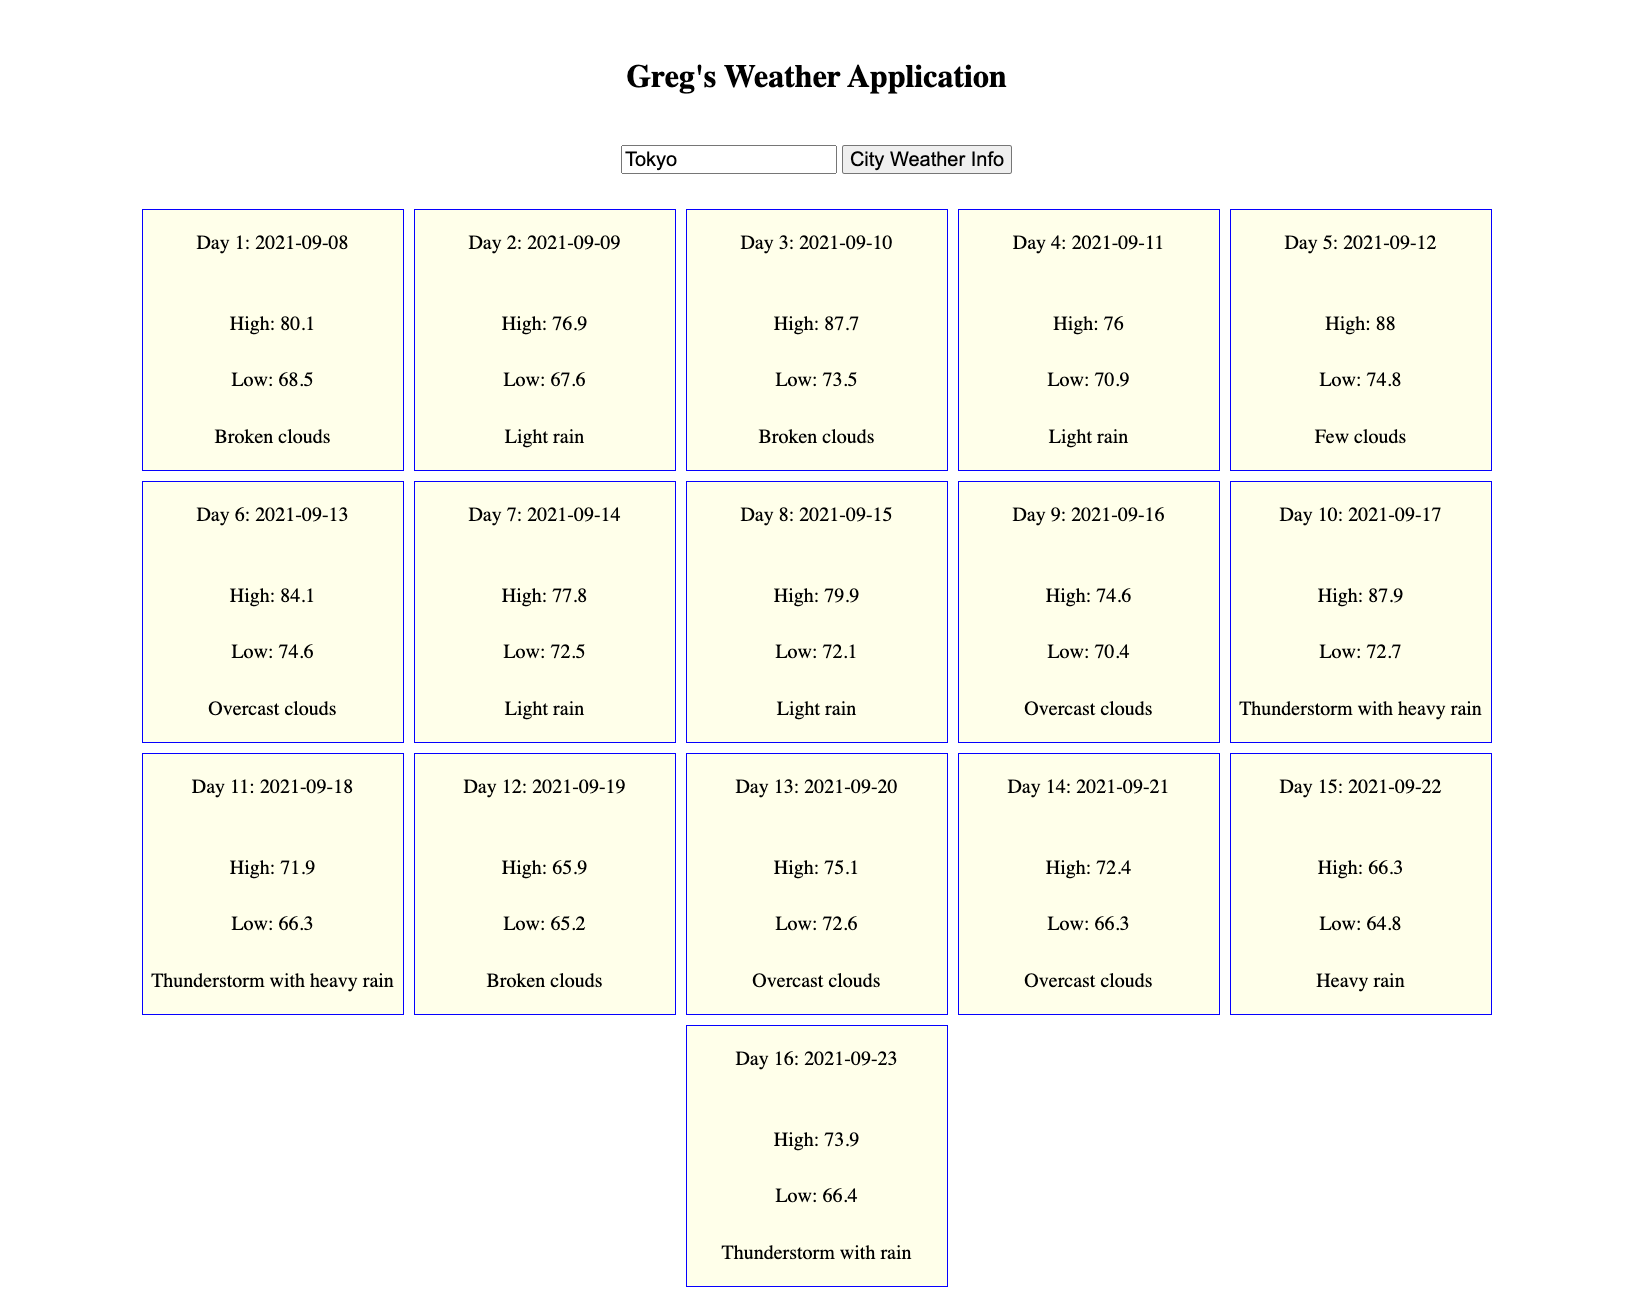 Greg's Weather Application
Tokyo City Weather Info
Day 1: 2021-09-08
High: 80.1
Low: 68.5
Broken clouds
Day 2: 2021-09-09
High: 76.9
Low: 67.6
Light rain
Day 3: 2021-09-10
High: 87.7
Low: 73.5
Broken clouds
Day 4: 2021-09-11
High: 76
Low: 70.9
Light rain
Day 5: 2021-09-12
High: 88
Low: 74.8
Few clouds
Day 6: 2021-09-13
High: 84.1
Low: 74.6
Overcast clouds
Day 7: 2021-09-14
High: 77.8
Low: 72.5
Light rain
Day 8: 2021-09-15
High: 79.9
Low: 72.1
Light rain
Day 9: 2021-09-16
High: 74.6
Low: 70.4
Overcast clouds
Day 10: 2021-09-17
High: 87.9
Low: 72.7
Thunderstorm with heavy rain
Day 11: 2021-09-18
High: 71.9
Low: 66.3
Thunderstorm with heavy rain
Day 12: 2021-09-19
High: 65.9
Low: 65.2
Broken clouds
Day 13: 2021-09-20
High: 75.1
Low: 72.6
Overcast clouds
Day 14: 2021-09-21
High: 72.4
Low: 66.3
Overcast clouds
Day 15: 2021-09-22
High: 66.3
Low: 64.8
Heavy rain
Day 16: 2021-09-23
High: 73.9
Low: 66.4
Thunderstorm with rain